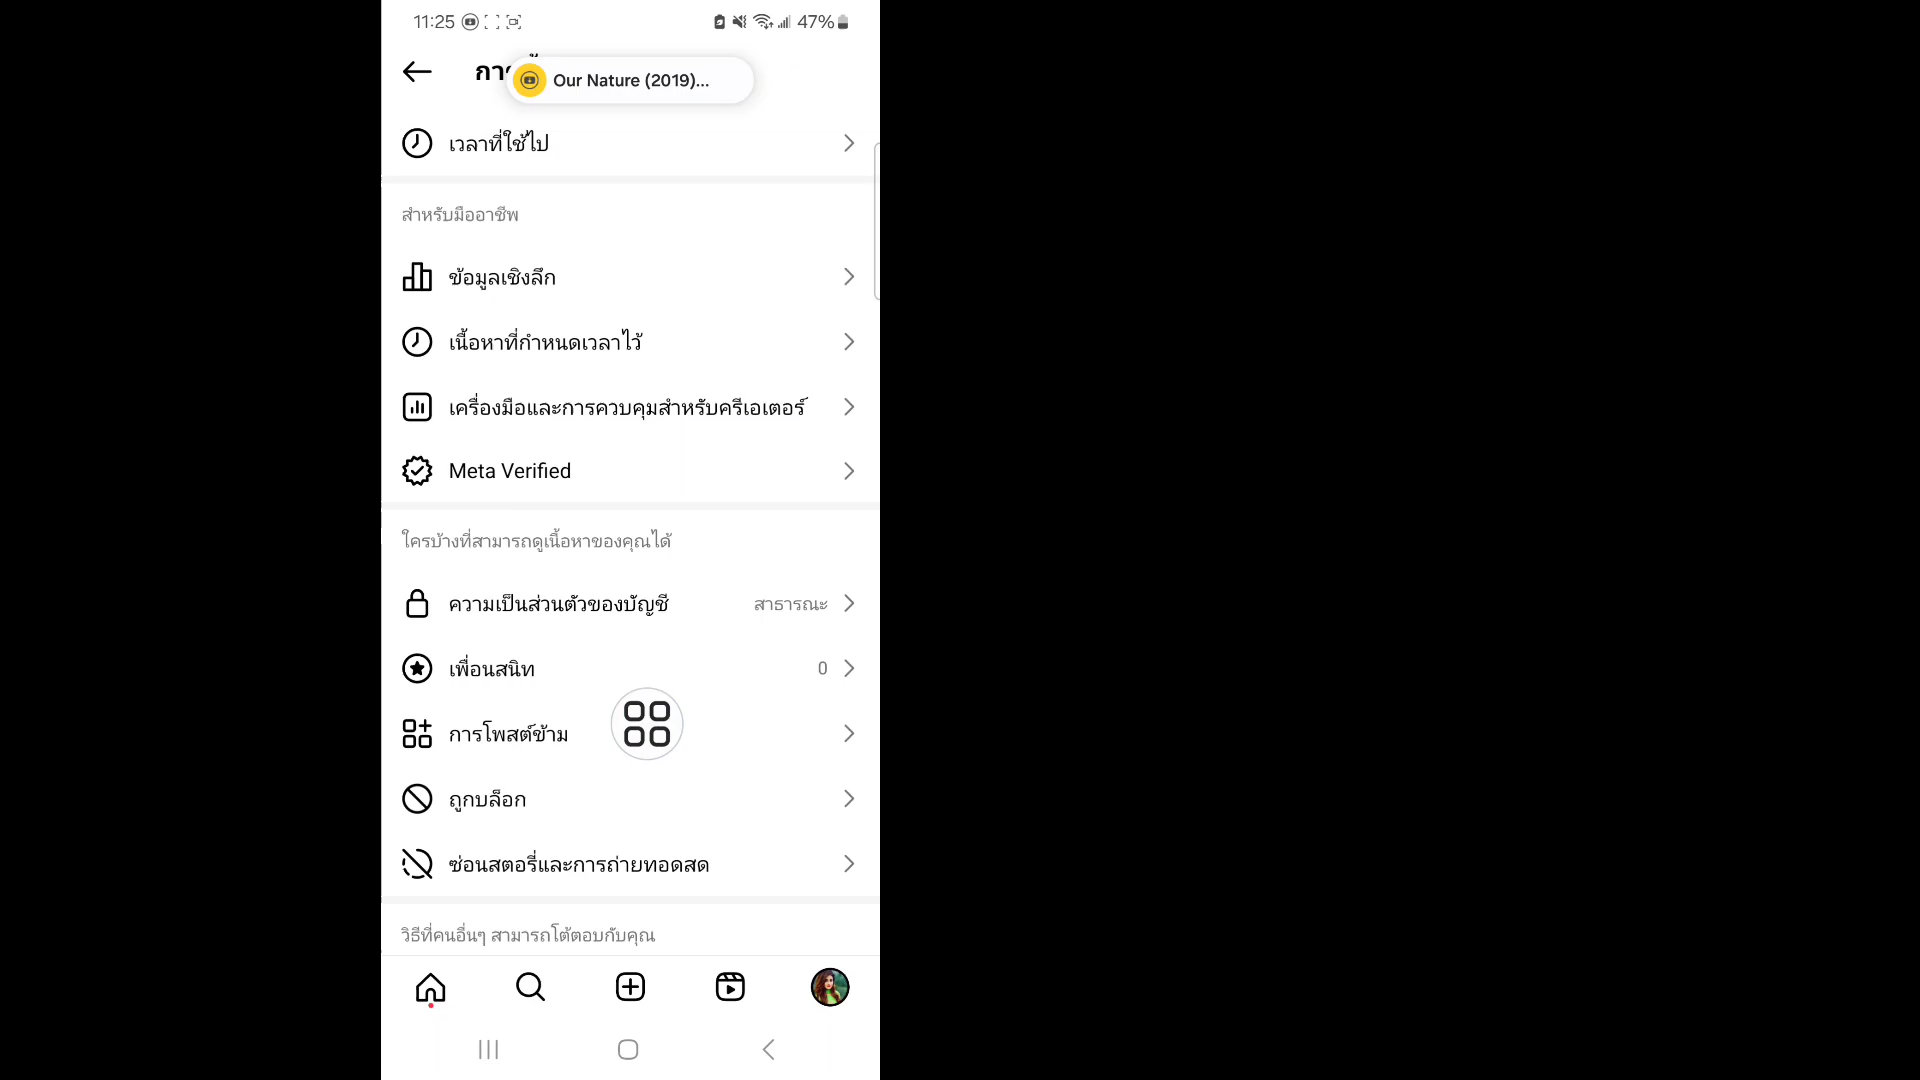 11:25
47%
Our Nature (2019)...
เวลาที่ใช้ไป
สำหรับมืออาชีพ
ข้อมูลเชิงลึก
เนื้อหาที่กำหนดเวลาไว้
เครื่องมือและการควบคุมสำหรับครีเอเตอร์
Meta Verified
ใครบ้างที่สามารถดูเนื้อหาของคุณได้
ความเป็นส่วนตัวของบัญชี สาธารณะ
เพื่อนสนิท 0
การโพสต์ข้าม
ถูกบล็อก
ซ่อนสตอรี่และการถ่ายทอดสด
วิธีที่คนอื่นๆ สามารถโต้ตอบกับคุณ